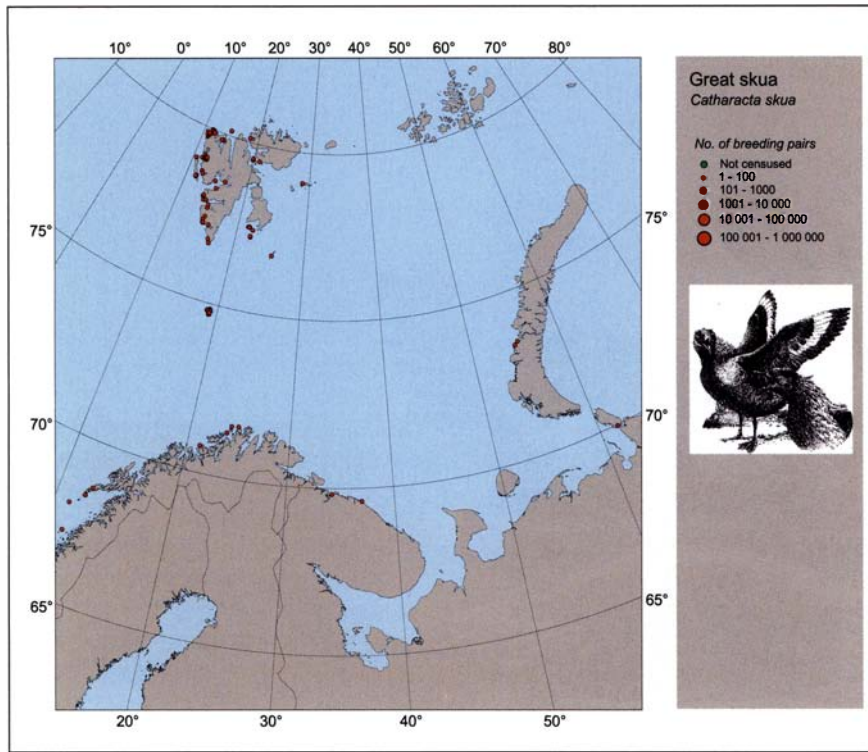 10° 0° 10° 20° 30° 40° 60° 70° 80°
75° 75°
70° 70°
65° 65°
20° 30° 40° 50°
Great skua
Catharacta skua
No. of breeding pairs
Not censused
1 - 100
101 - 1000
1001 - 10 000
10 001 - 100 000
100 001 - 1 000 000